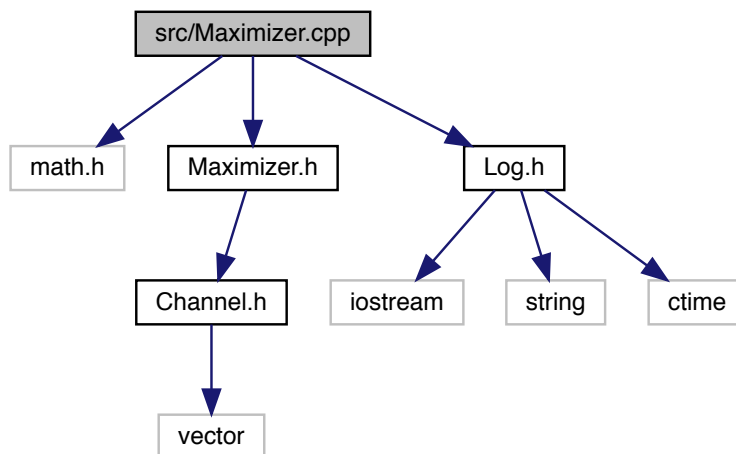 src/Maximizer.cpp
math.h
Maximizer.h
Log.h
Channel.h
iostream
string
ctime
vector